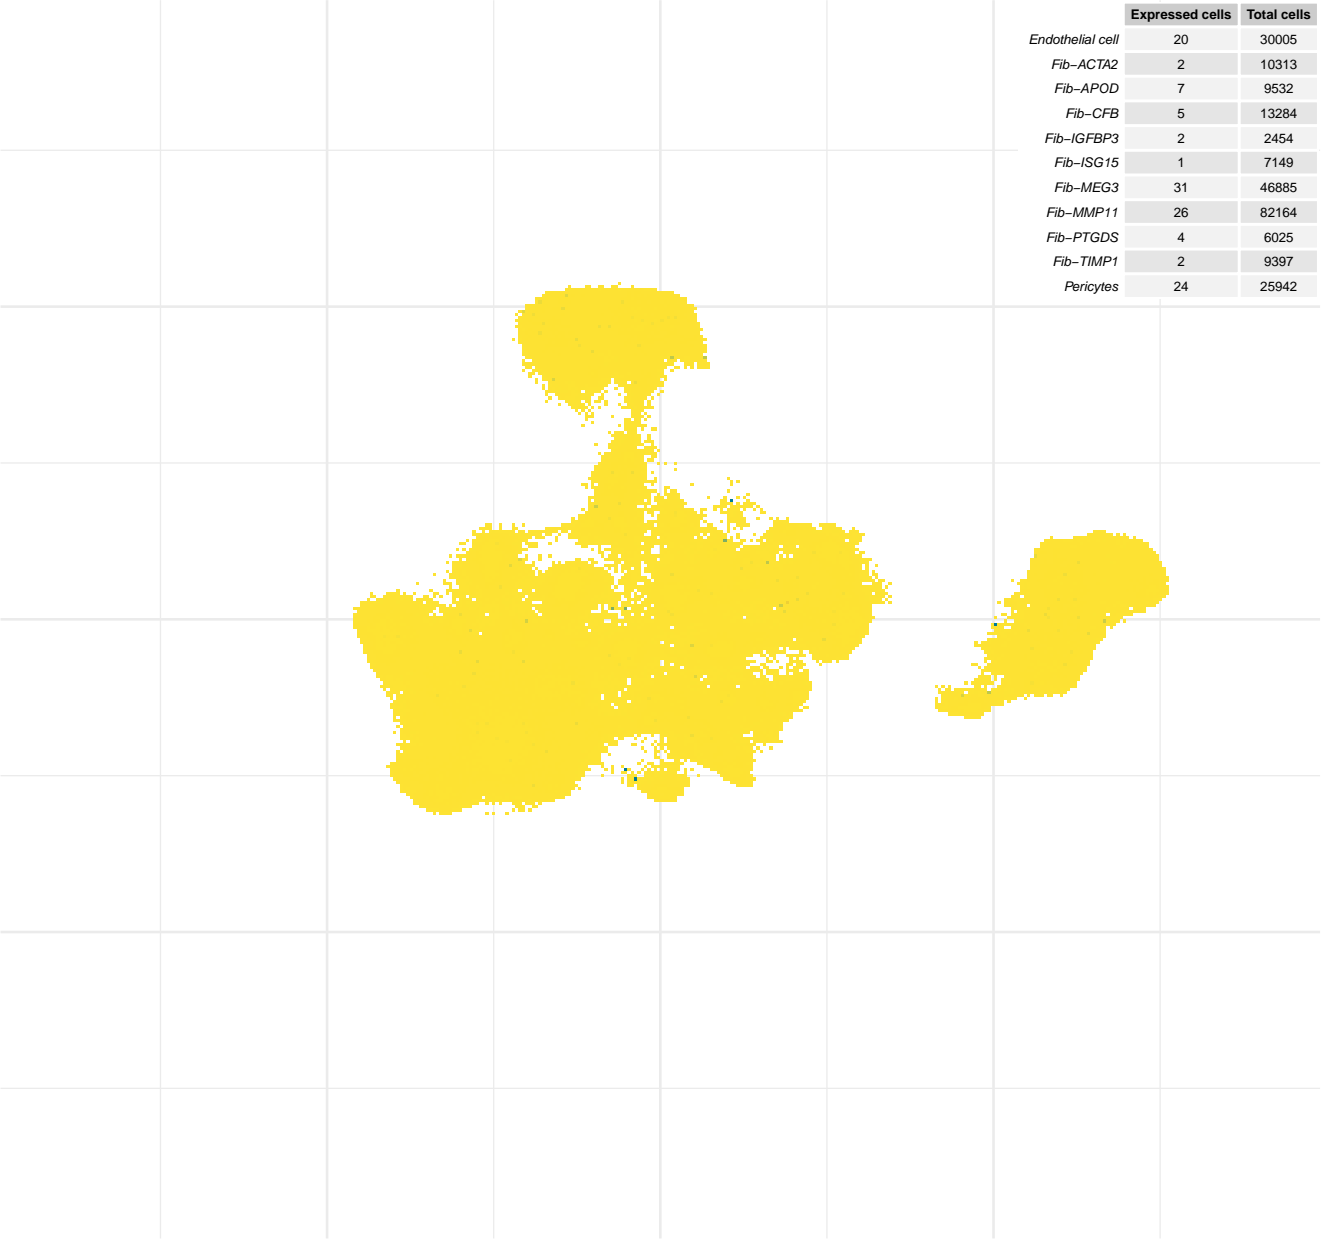 Expressed cells Total cells
Endothelial cell 20 30005
Fib−ACTA2 2 10313
Fib−APOD 7 9532
Fib−CFB 5 13284
Fib−IGFBP3 2 2454
Fib−ISG15 1 7149
Fib−MEG3 31 46885
Fib−MMP11 26 82164
Fib−PTGDS 4 6025
Fib−TIMP1 2 9397
Pericytes 24 25942